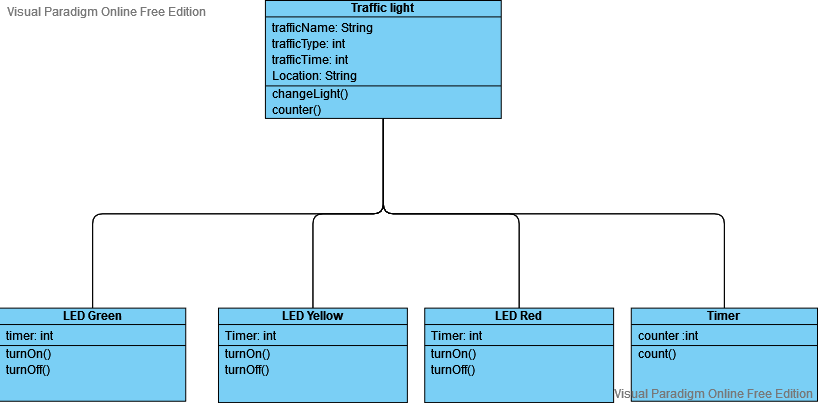 Visual Paradigm Online Free Edition
Traffic light
trafficName: String
trafficType: int
trafficTime: int
Location: String
changeLight()
counter()
LED Green
timer: int
turnOn()
turnOff()
LED Yellow
Timer: int
turnOn()
turnOff()
LED Red
Timer: int
turnOn()
turnOff()
Timer
counter :int
count()
Visual Paradigm Online Free Edition